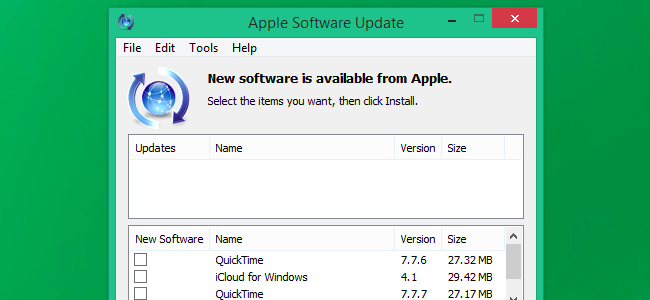 Apple Software Update
File Edit Tools Help
New software is available from Apple.
Select the items you want, then click Install.
Updates Name Version Size
New Software Name Version Size
QuickTime 7.7.6 27.32 MB
iCloud for Windows 4.1 29.42 MB
QuickTime 7.7.7 27.17 MB